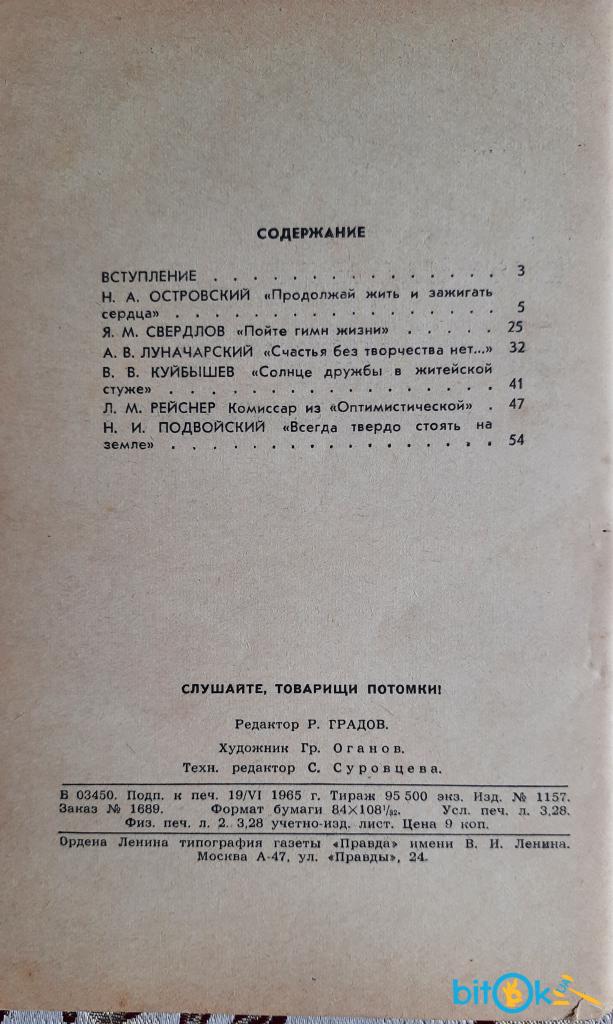 СОДЕРЖАНИЕ
ВСТУПЛЕНИЕ . . . . . . . . . . . . . . . 3
Н. А. ОСТРОВСКИЙ «Продолжай жить и зажигать
сердца» . . . . . . . . . . . . . . . . . 5
Я. М. СВЕРДЛОВ «Пойте гимн жизни» . . . . . 25
А. В. ЛУНАЧАРСКИЙ «Счастья без творчества нет...» 32
В. В. КУЙБЫШЕВ «Солнце дружбы в житейской
стуже» . . . . . . . . . . . . . . . . . 41
Л. М. РЕЙСНЕР Комиссар из «Оптимистической» . 47
Н. И. ПОДВОЙСКИЙ «Всегда твердо стоять на
земле» . . . . . . . . . . . . . . . . . 54
СЛУШАЙТЕ, ТОВАРИЩИ ПОТОМКИ!
Редактор Р. ГРАДОВ.
Художник Гр. Оганов.
Техн. редактор С. Суровцева.
В 03450. Подп. к печ. 19/VI 1965 г. Тираж 95 500 экз. Изд. № 1157.
Заказ № 1689. Формат бумаги 84×108¹/₃₂. Усл. печ. л. 3,28.
Физ. печ. л. 2. 3,28 учетно-изд. лист. Цена 9 коп.
Ордена Ленина типография газеты «Правда» имени В. И. Ленина.
Москва А-47, ул. «Правды», 24.
bitOk UA